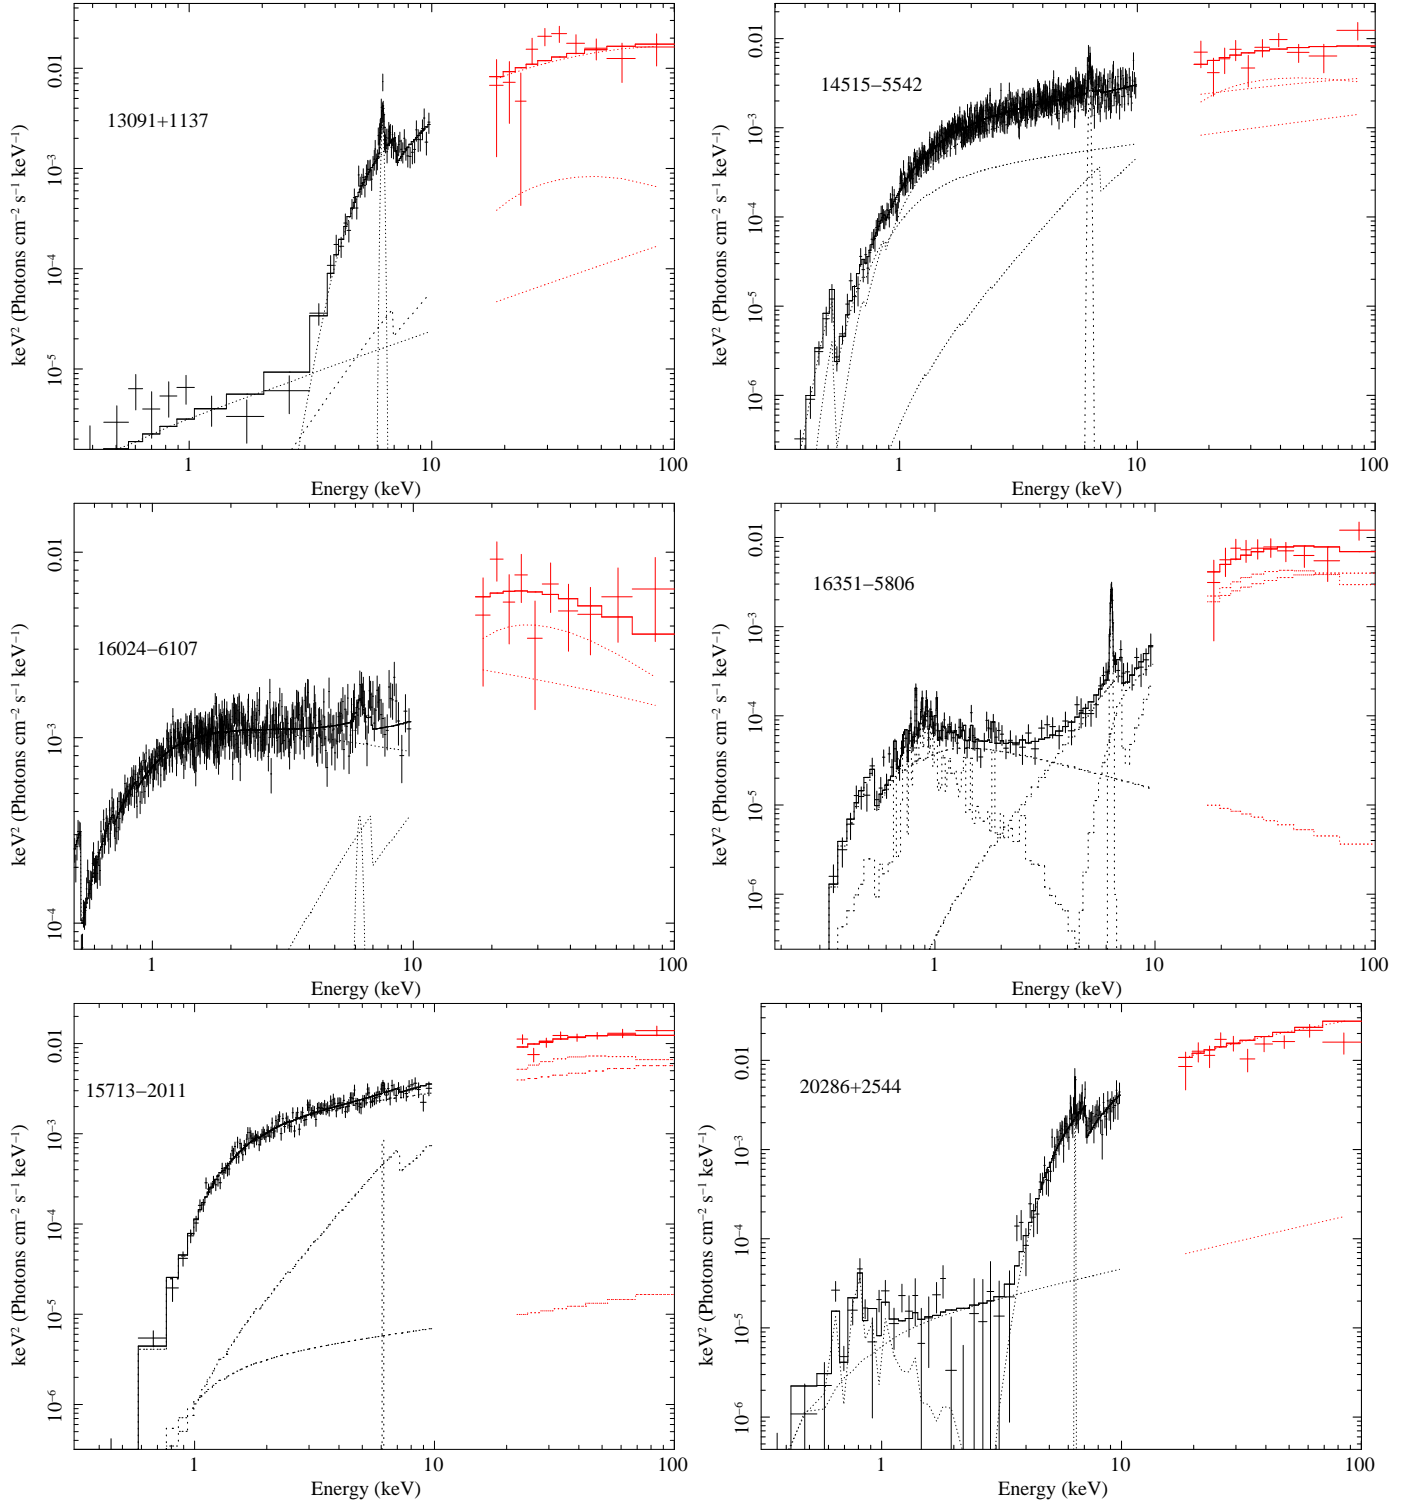 13091+1137
keV² (Photons cm⁻² s⁻¹ keV⁻¹)
0.01
10⁻³
10⁻⁴
10⁻⁵
1 10 100
Energy (keV)
14515−5542
keV² (Photons cm⁻² s⁻¹ keV⁻¹)
0.01
10⁻³
10⁻⁴
10⁻⁵
10⁻⁶
1 10 100
Energy (keV)
16024−6107
keV² (Photons cm⁻² s⁻¹ keV⁻¹)
0.01
10⁻³
10⁻⁴
1 10 100
Energy (keV)
16351−5806
keV² (Photons cm⁻² s⁻¹ keV⁻¹)
0.01
10⁻³
10⁻⁴
10⁻⁵
10⁻⁶
1 10 100
Energy (keV)
15713−2011
keV² (Photons cm⁻² s⁻¹ keV⁻¹)
0.01
10⁻³
10⁻⁴
10⁻⁵
10⁻⁶
1 10 100
Energy (keV)
20286+2544
keV² (Photons cm⁻² s⁻¹ keV⁻¹)
0.01
10⁻³
10⁻⁴
10⁻⁵
10⁻⁶
1 10 100
Energy (keV)